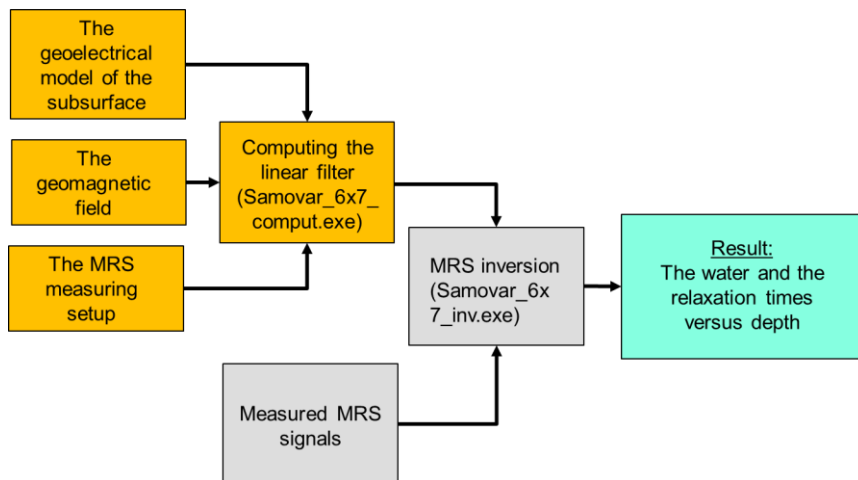 The
geoelectrical
model of the
subsurface
The
geomagnetic
field
The MRS
measuring
setup
Computing the
linear filter
(Samovar_6x7_
comput.exe)
MRS inversion
(Samovar_6x
7_inv.exe)
Measured MRS
signals
Result:
The water and the
relaxation times
versus depth